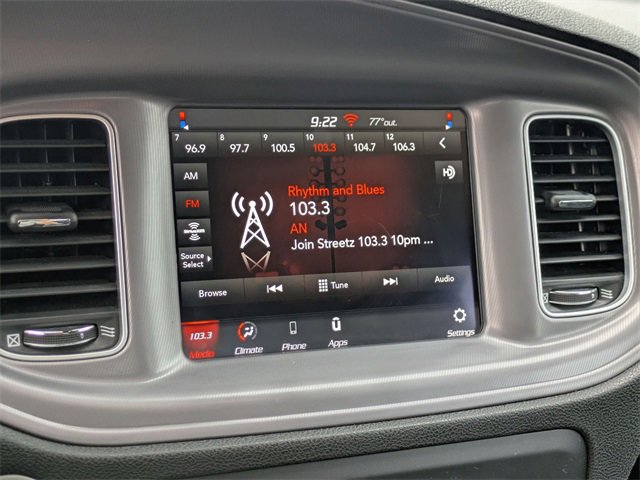 9:22 77°out.
7 8 9 10 11 12
96.9 97.7 100.5 103.3 104.7 106.3
AM
HD
Rhythm and Blues
FM
103.3
AN
SiriusXM
Join Streetz 103.3 10pm ...
Source
Select
Browse Tune Audio
103.3
Media Climate Phone Apps Settings